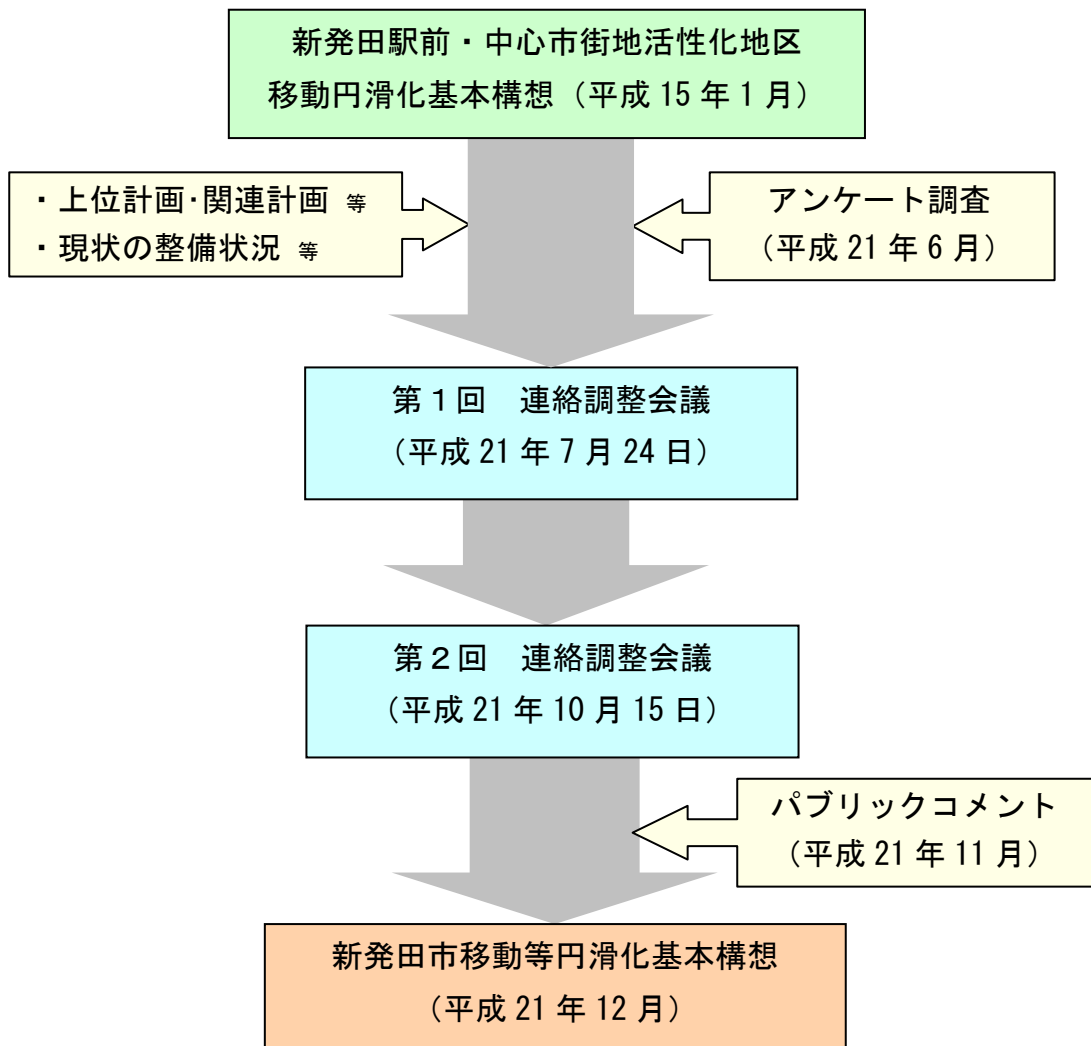 新発田駅前・中心市街地活性化地区
移動円滑化基本構想（平成 15 年 1 月）
・上位計画・関連計画 等
・現状の整備状況 等
アンケート調査
（平成 21 年 6 月）
第１回　連絡調整会議
（平成 21 年 7 月 24 日）
第２回　連絡調整会議
（平成 21 年 10 月 15 日）
パブリックコメント
（平成 21 年 11 月）
新発田市移動等円滑化基本構想
（平成 21 年 12 月）